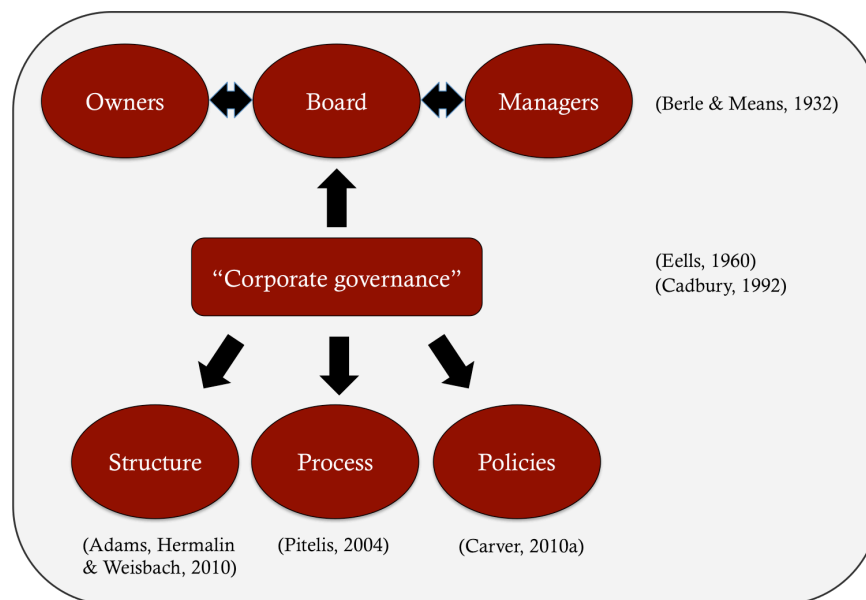 Owners
Board
Managers
(Berle & Means, 1932)
“Corporate governance”
(Eells, 1960)
(Cadbury, 1992)
Structure
Process
Policies
(Adams, Hermalin
& Weisbach, 2010)
(Pitelis, 2004)
(Carver, 2010a)